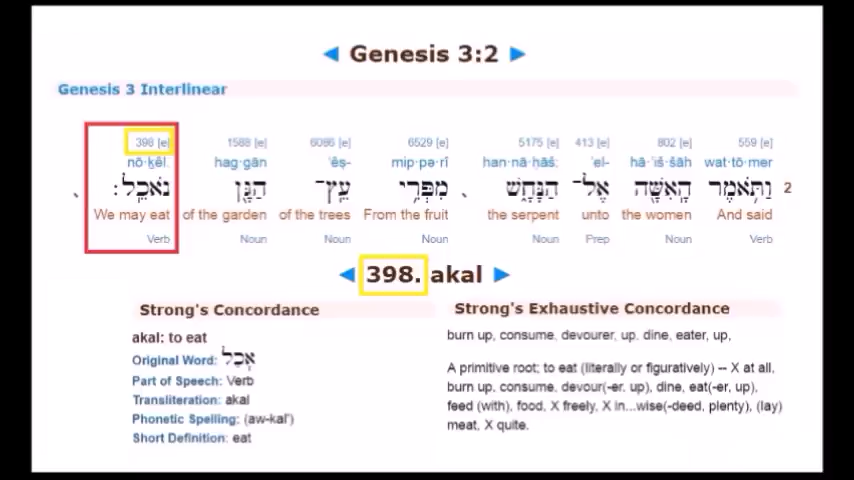 ◄ Genesis 3:2 ►
Genesis 3 Interlinear
398 [e] 1588 [e] 6086 [e] 6529 [e] 5175 [e] 413 [e] 802 [e] 559 [e]
nō·ḵêl. hag·gān ‘êṣ- mip·pə·rî han·nā·ḥāš; ’el- hā·’iš·šāh wat·tō·mer
2 וַתֹּ֥אמֶר הָֽאִשָּׁ֖ה אֶל־ הַנָּחָ֑שׁ מִפְּרִ֥י עֵֽץ־ הַגָּ֖ן נֹאכֵֽל׃
We may eat of the garden of the trees From the fruit the serpent unto the women And said
Verb Noun Noun Noun Noun Prep Noun Verb
◄ 398. akal ►
Strong's Concordance
akal: to eat
Original Word: אָכַל
Part of Speech: Verb
Transliteration: akal
Phonetic Spelling: (aw-kal')
Short Definition: eat
Strong's Exhaustive Concordance
burn up, consume, devourer, up, dine, eater, up,
A primitive root; to eat (literally or figuratively) -- X at all,
burn up, consume, devour(-er. up), dine, eat(-er, up),
feed (with), food, X freely, X in...wise(-deed, plenty), (lay)
meat, X quite.